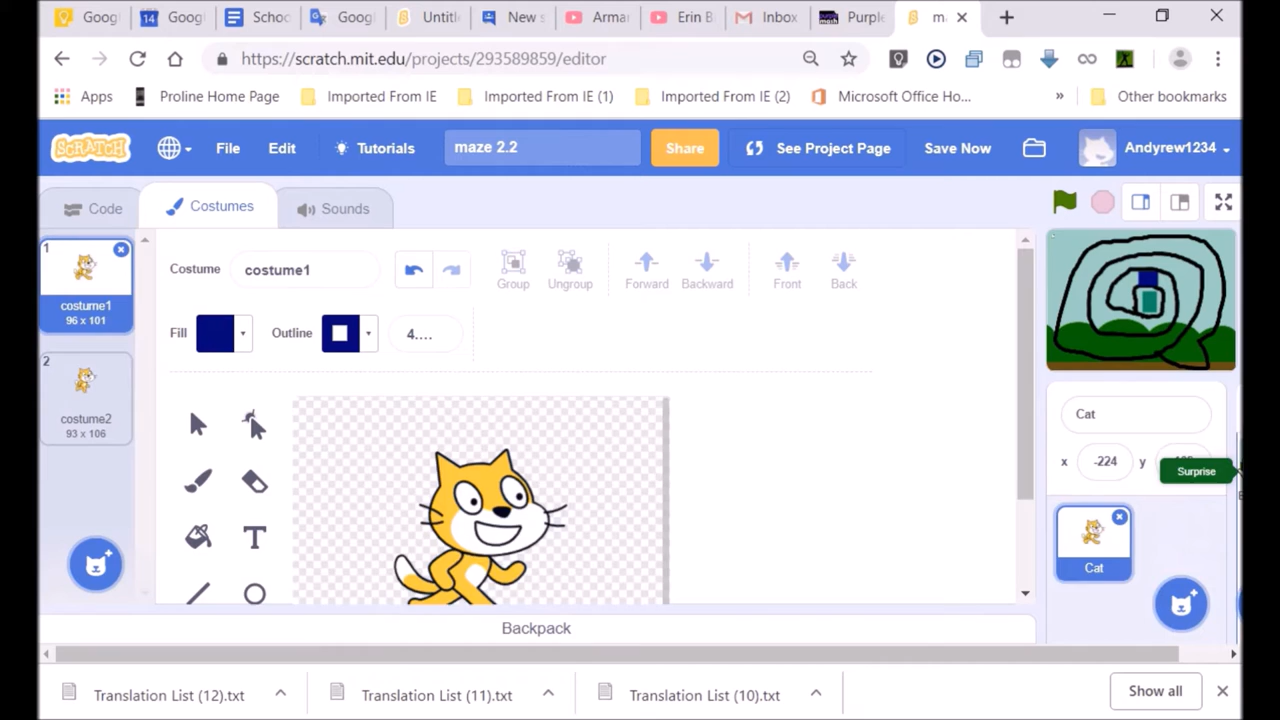 Googl
14
Googl
Schoo
Googl
Untitl
New s
Armar
Erin B
Inbox
Purple
m
https://scratch.mit.edu/projects/293589859/editor
Apps
Proline Home Page
Imported From IE
Imported From IE (1)
Imported From IE (2)
Microsoft Office Ho...
»
Other bookmarks
SCRATCH
File
Edit
Tutorials
maze 2.2
Share
See Project Page
Save Now
Andyrew1234
Code
Costumes
Sounds
1
costume1
96 x 101
2
costume2
93 x 106
Costume
costume1
Group
Ungroup
Forward
Backward
Front
Back
Fill
Outline
4....
T
Cat
x
-224
y
Surprise
Cat
Backpack
Translation List (12).txt
Translation List (11).txt
Translation List (10).txt
Show all